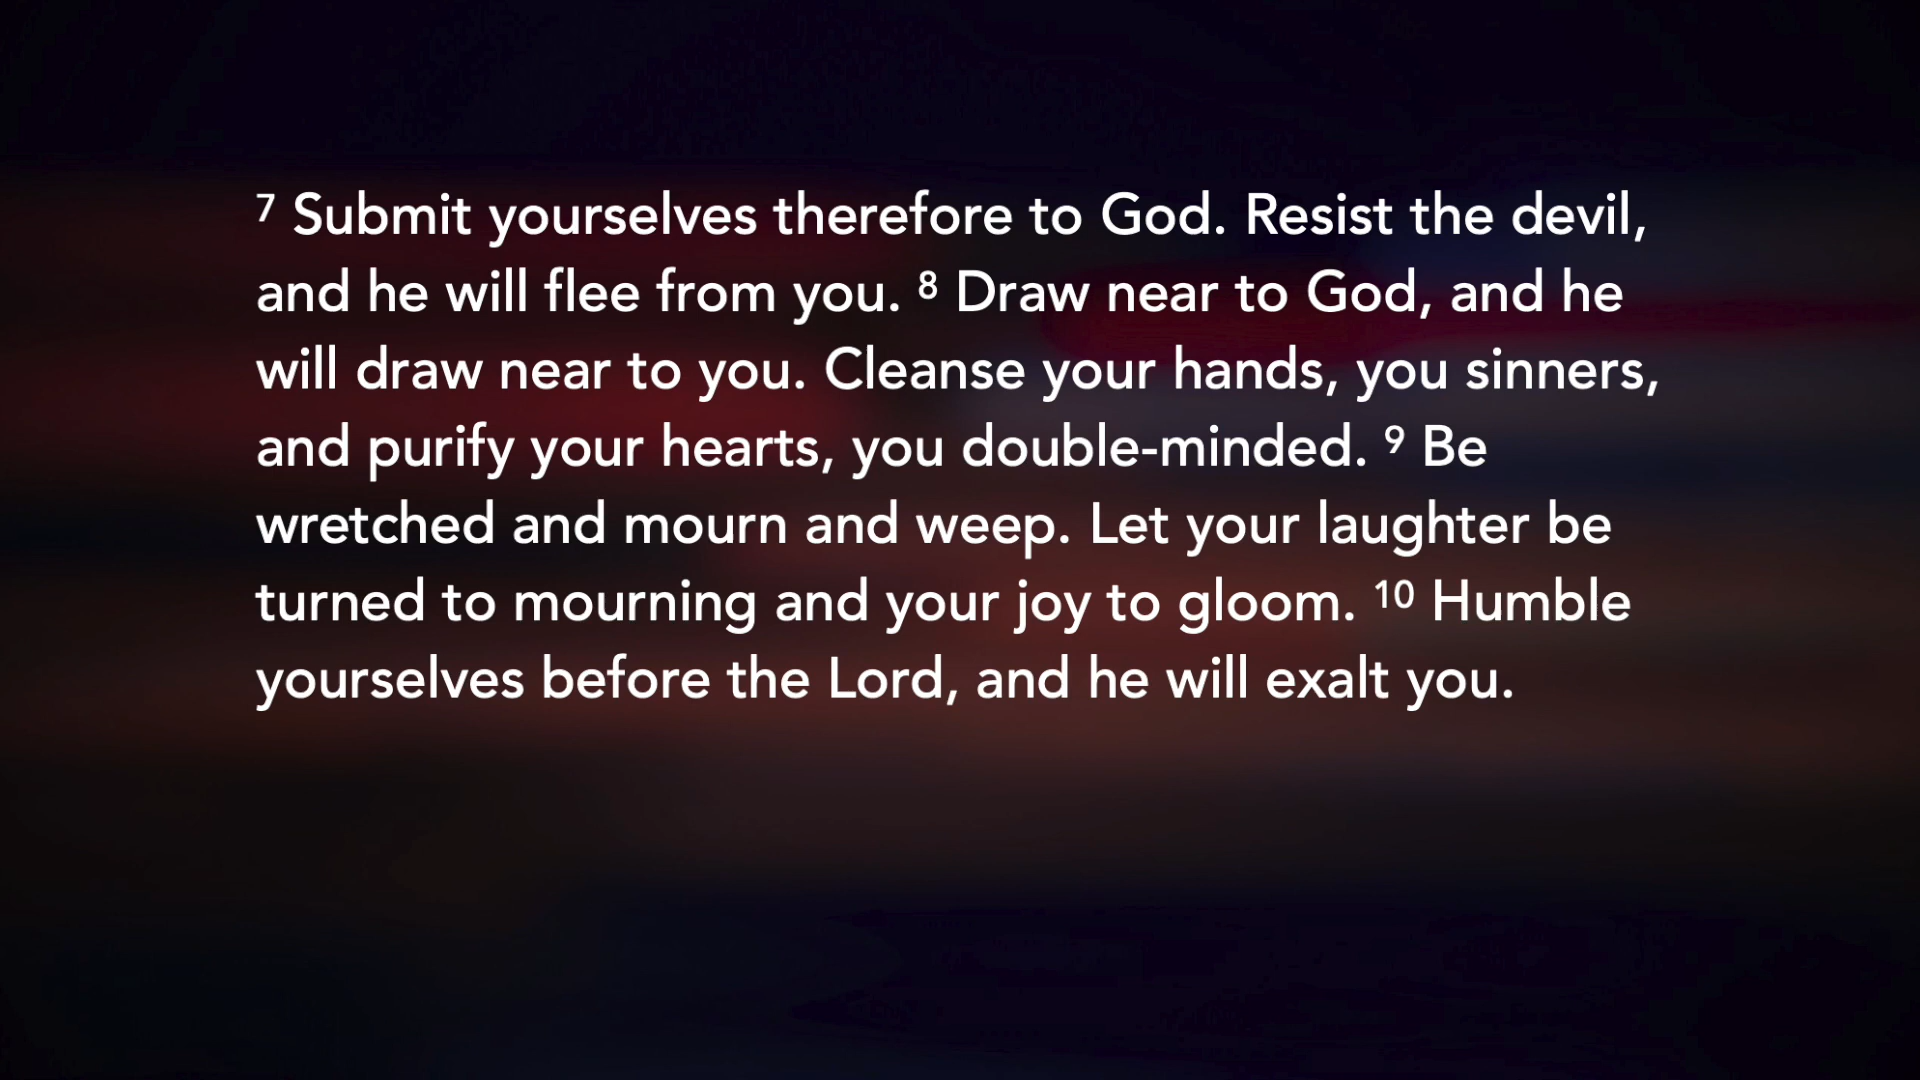 ⁷ Submit yourselves therefore to God. Resist the devil,
and he will flee from you. ⁸ Draw near to God, and he
will draw near to you. Cleanse your hands, you sinners,
and purify your hearts, you double-minded. ⁹ Be
wretched and mourn and weep. Let your laughter be
turned to mourning and your joy to gloom. ¹⁰ Humble
yourselves before the Lord, and he will exalt you.